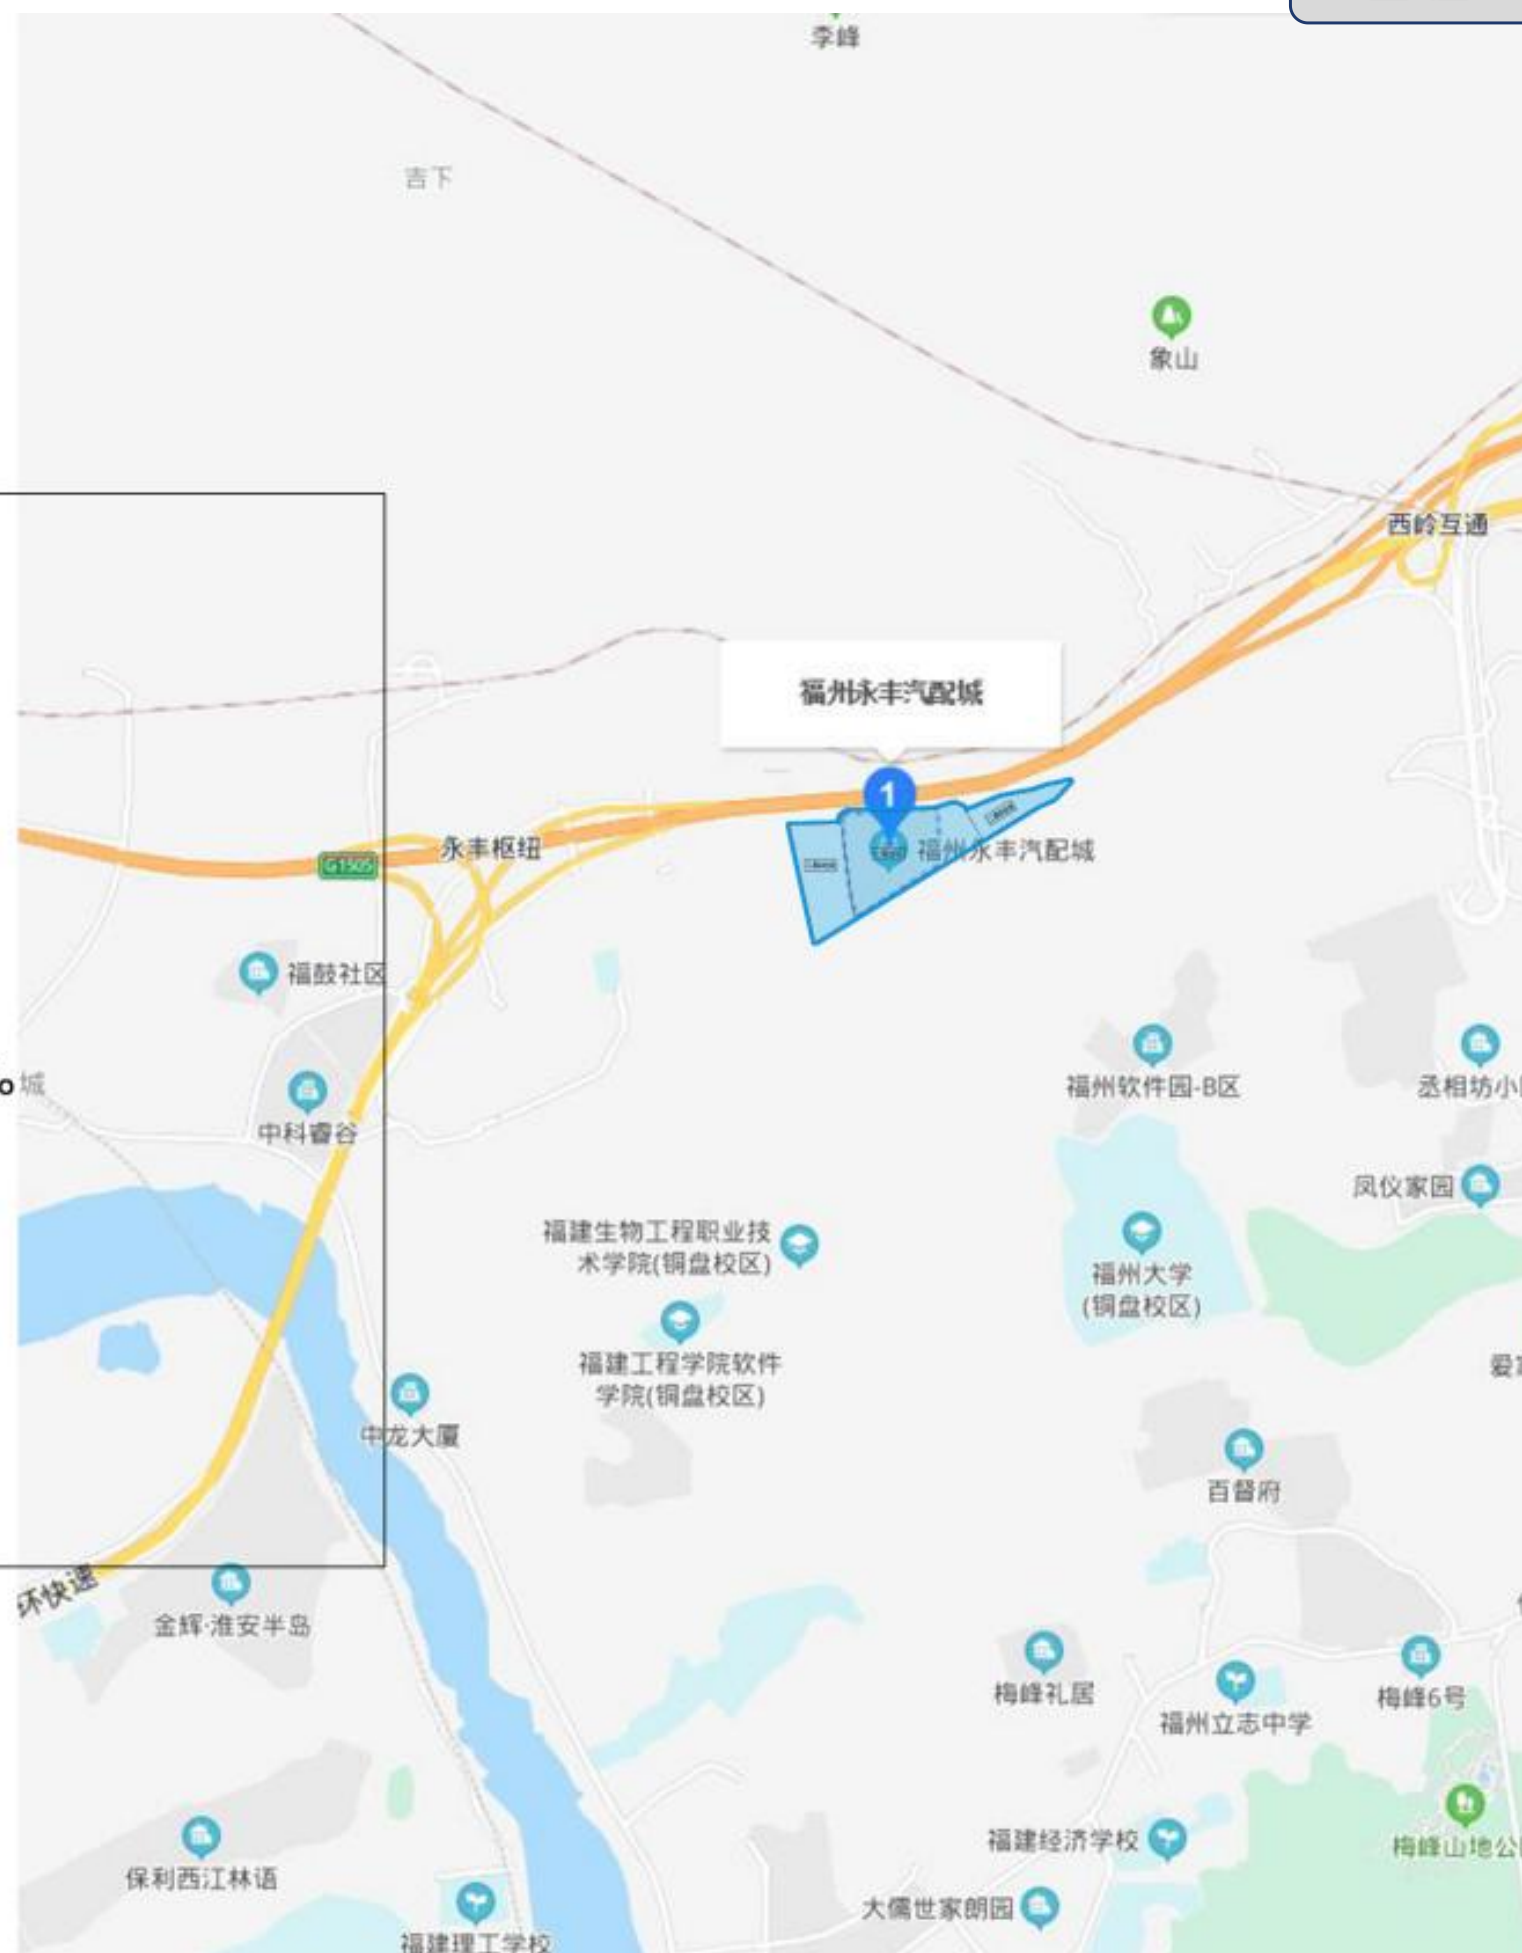 李峰
吉下
象山
西岭互通
福州永丰汽配城
1
永丰枢纽
福州永丰汽配城
G1505
福鼓社区
福州软件园-B区
丞相坊小
o城
中科睿谷
凤仪家园
福建生物工程职业技
术学院(铜盘校区)
福州大学
(铜盘校区)
福建工程学院软件
学院(铜盘校区)
爱
中龙大厦
百督府
环快速
金辉·淮安半岛
梅峰礼居
福州立志中学
梅峰6号
福建经济学校
梅峰山地公
保利西江林语
大儒世家朗园
福建理工学校